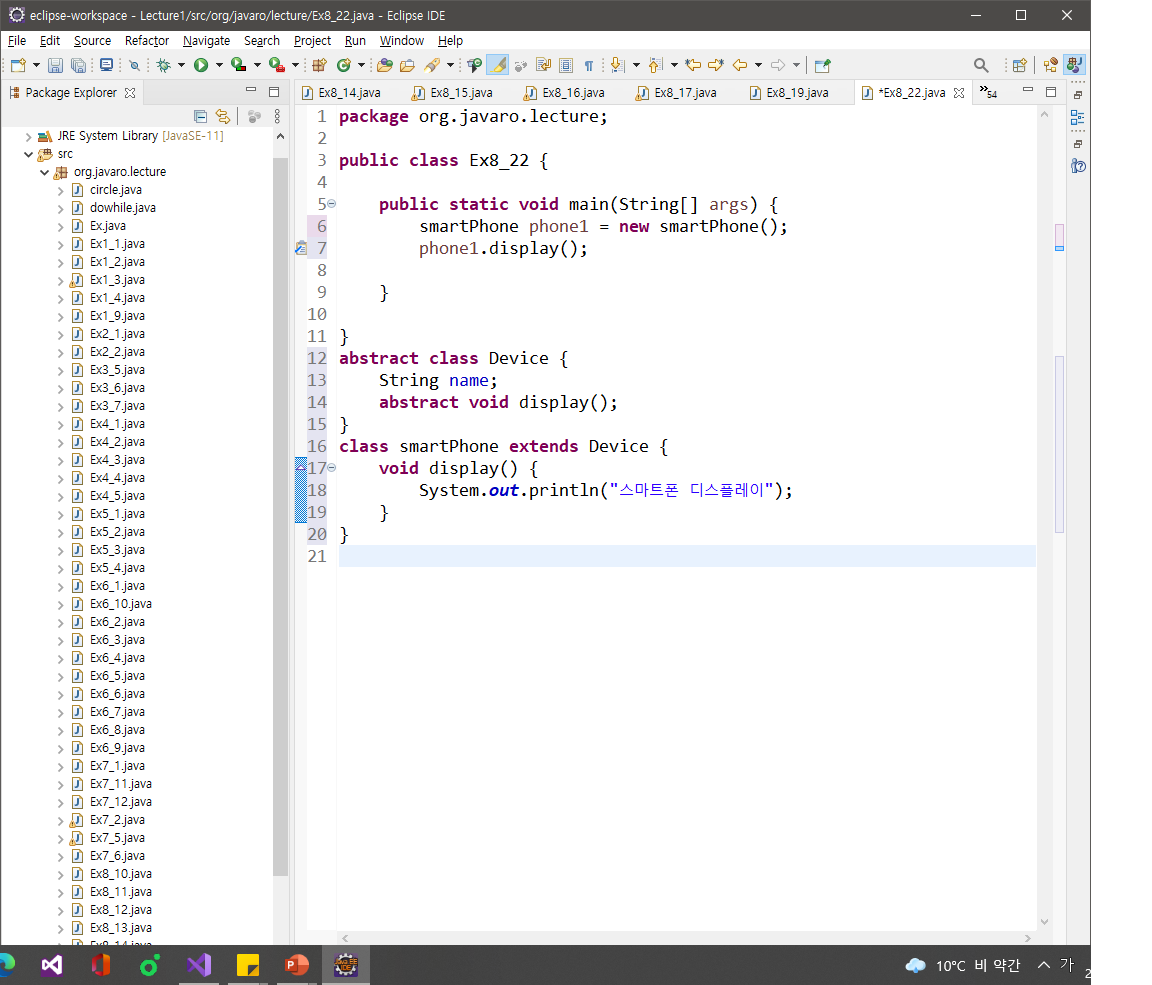 eclipse-workspace - Lecture1/src/org/javaro/lecture/Ex8_22.java - Eclipse IDE
File Edit Source Refactor Navigate Search Project Run Window Help
Package Explorer
Ex8_14.java Ex8_15.java Ex8_16.java Ex8_17.java Ex8_19.java *Ex8_22.java »54
JRE System Library [JavaSE-11]
src
org.javaro.lecture
circle.java
dowhile.java
Ex.java
Ex1_1.java
Ex1_2.java
Ex1_3.java
Ex1_4.java
Ex1_9.java
Ex2_1.java
Ex2_2.java
Ex3_5.java
Ex3_6.java
Ex3_7.java
Ex4_1.java
Ex4_2.java
Ex4_3.java
Ex4_4.java
Ex4_5.java
Ex5_1.java
Ex5_2.java
Ex5_3.java
Ex5_4.java
Ex6_1.java
Ex6_10.java
Ex6_2.java
Ex6_3.java
Ex6_4.java
Ex6_5.java
Ex6_6.java
Ex6_7.java
Ex6_8.java
Ex6_9.java
Ex7_1.java
Ex7_11.java
Ex7_12.java
Ex7_2.java
Ex7_5.java
Ex7_6.java
Ex8_10.java
Ex8_11.java
Ex8_12.java
Ex8_13.java
Ex8_14.java
1 package org.javaro.lecture;
2
3 public class Ex8_22 {
4
5 public static void main(String[] args) {
6 smartPhone phone1 = new smartPhone();
7 phone1.display();
8
9 }
10
11 }
12 abstract class Device {
13 String name;
14 abstract void display();
15 }
16 class smartPhone extends Device {
17 void display() {
18 System.out.println("스마트폰 디스플레이");
19 }
20 }
21
10°C 비 약간 가